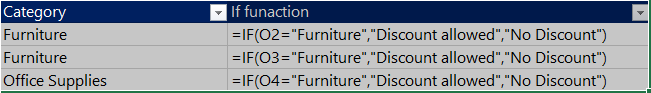 Category If funaction
Furniture =IF(O2="Furniture","Discount allowed","No Discount")
Furniture =IF(O3="Furniture","Discount allowed","No Discount")
Office Supplies =IF(O4="Furniture","Discount allowed","No Discount")